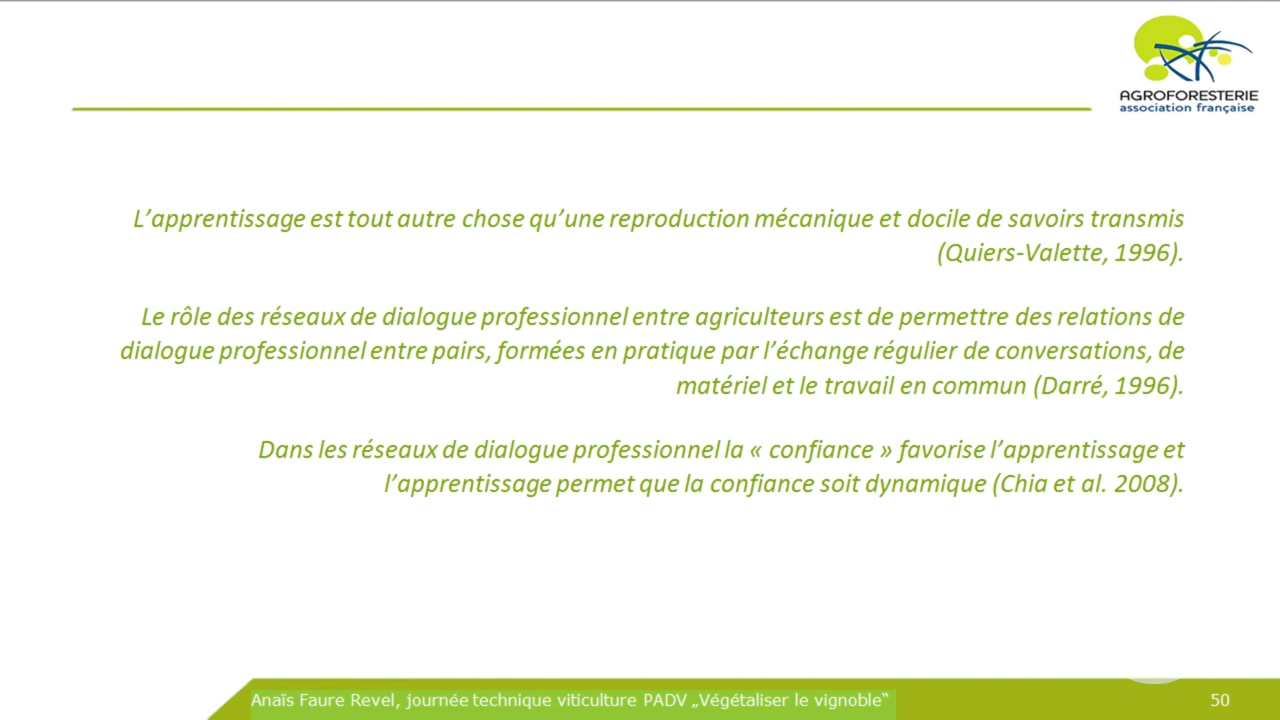 AGROFORESTERIE
association française
L’apprentissage est tout autre chose qu’une reproduction mécanique et docile de savoirs transmis
(Quiers-Valette, 1996).
Le rôle des réseaux de dialogue professionnel entre agriculteurs est de permettre des relations de
dialogue professionnel entre pairs, formées en pratique par l’échange régulier de conversations, de
matériel et le travail en commun (Darré, 1996).
Dans les réseaux de dialogue professionnel la « confiance » favorise l’apprentissage et
l’apprentissage permet que la confiance soit dynamique (Chia et al. 2008).
Anaïs Faure Revel, journée technique viticulture PADV „Végétaliser le vignoble‟ 50